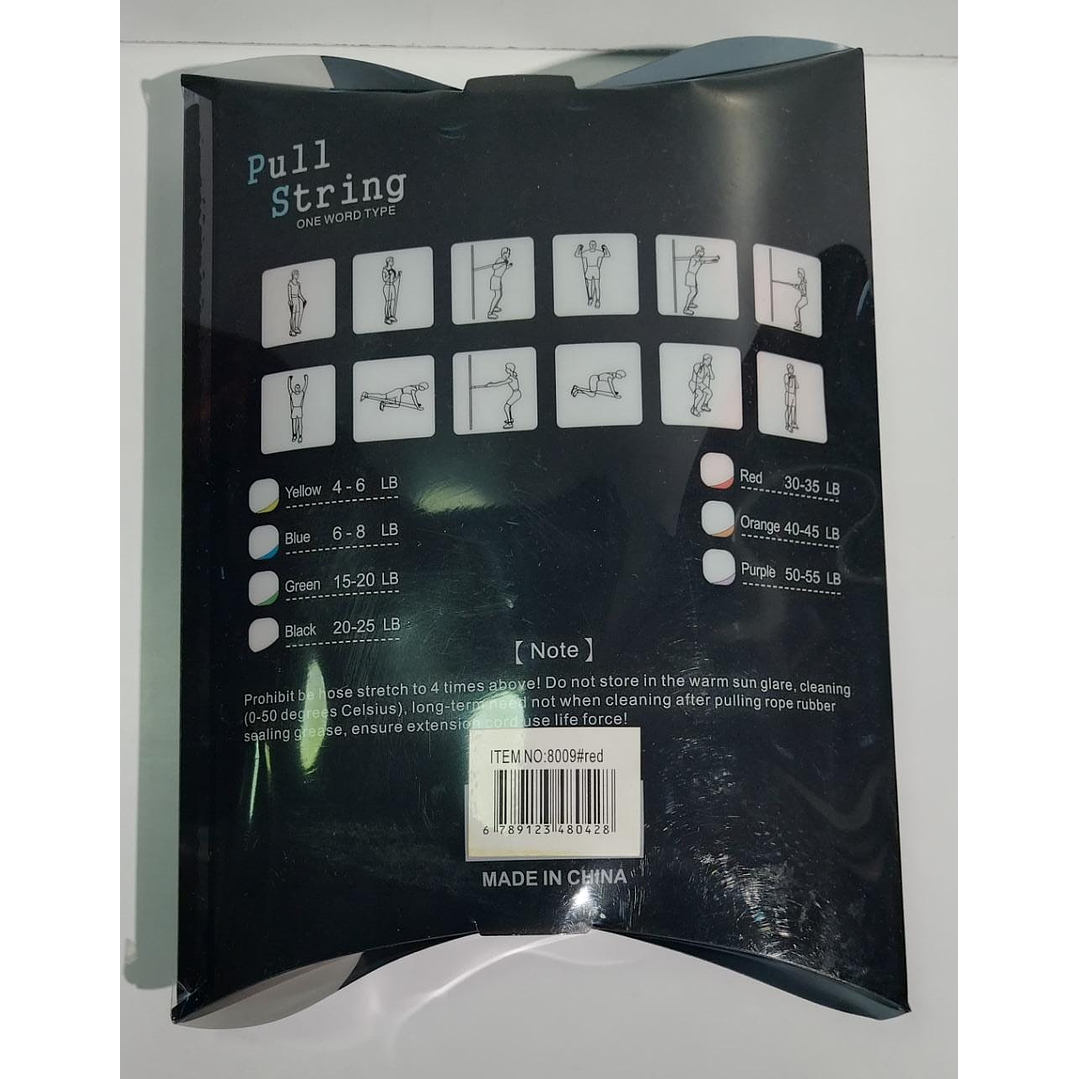 Pull
String
ONE WORD TYPE
Yellow 4 - 6 LB
Blue 6 - 8 LB
Green 15-20 LB
Black 20-25 LB
Red 30-35 LB
Orange 40-45 LB
Purple 50-55 LB
【 Note 】
Prohibit be hose stretch to 4 times above! Do not store in the warm sun glare, cleaning
(0-50 degrees Celsius), long-term need not when cleaning after pulling rope rubber
sealing grease, ensure extension cord use life force!
ITEM NO:8009#red
6 789123 480428
MADE IN CHINA